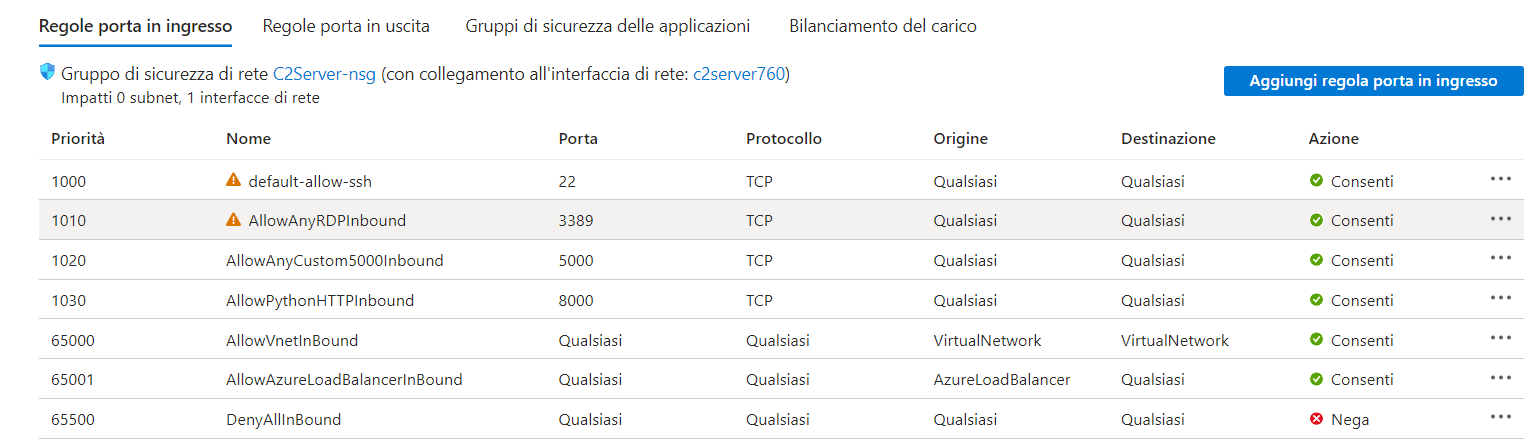 Regole porta in ingresso Regole porta in uscita Gruppi di sicurezza delle applicazioni Bilanciamento del carico
Gruppo di sicurezza di rete C2Server-nsg (con collegamento all'interfaccia di rete: c2server760)
Impatti 0 subnet, 1 interfacce di rete
Aggiungi regola porta in ingresso
Priorità Nome Porta Protocollo Origine Destinazione Azione
1000 default-allow-ssh 22 TCP Qualsiasi Qualsiasi Consenti
1010 AllowAnyRDPInbound 3389 TCP Qualsiasi Qualsiasi Consenti
1020 AllowAnyCustom5000Inbound 5000 TCP Qualsiasi Qualsiasi Consenti
1030 AllowPythonHTTPInbound 8000 TCP Qualsiasi Qualsiasi Consenti
65000 AllowVnetInBound Qualsiasi Qualsiasi VirtualNetwork VirtualNetwork Consenti
65001 AllowAzureLoadBalancerInBound Qualsiasi Qualsiasi AzureLoadBalancer Qualsiasi Consenti
65500 DenyAllInBound Qualsiasi Qualsiasi Qualsiasi Qualsiasi Nega